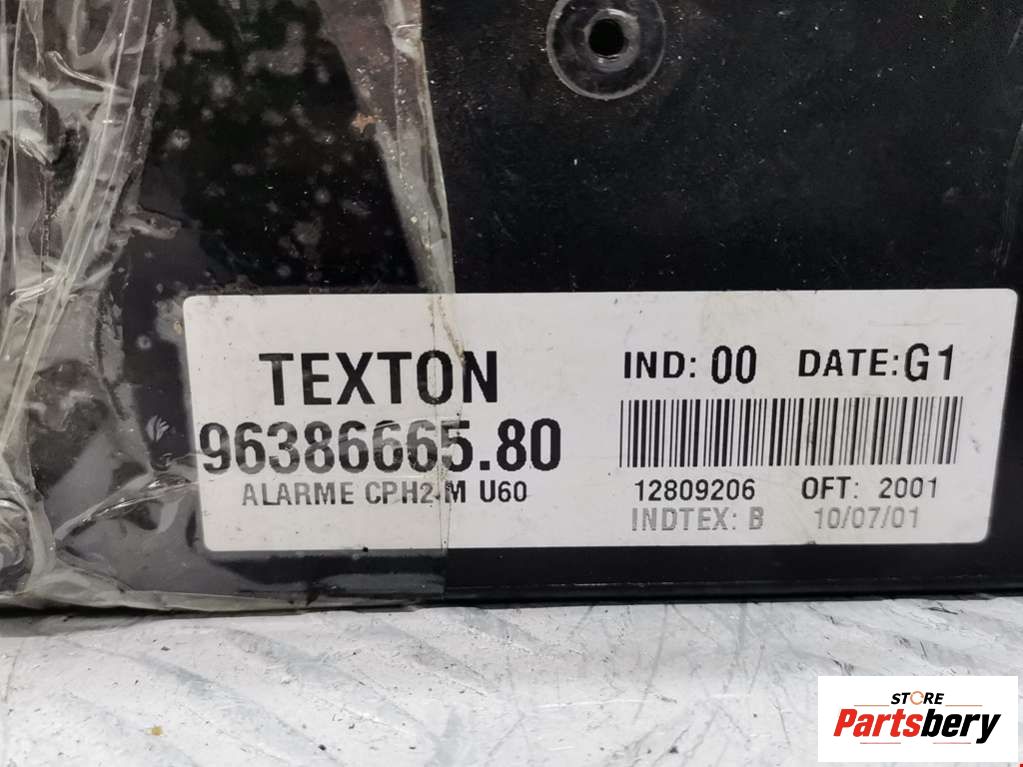 TEXTON
96386665.80
ALARME CPH2-M U60
IND: 00 DATE: G1
12809206 OFT: 2001
INDTEX: B 10/07/01
STORE
Partsbery